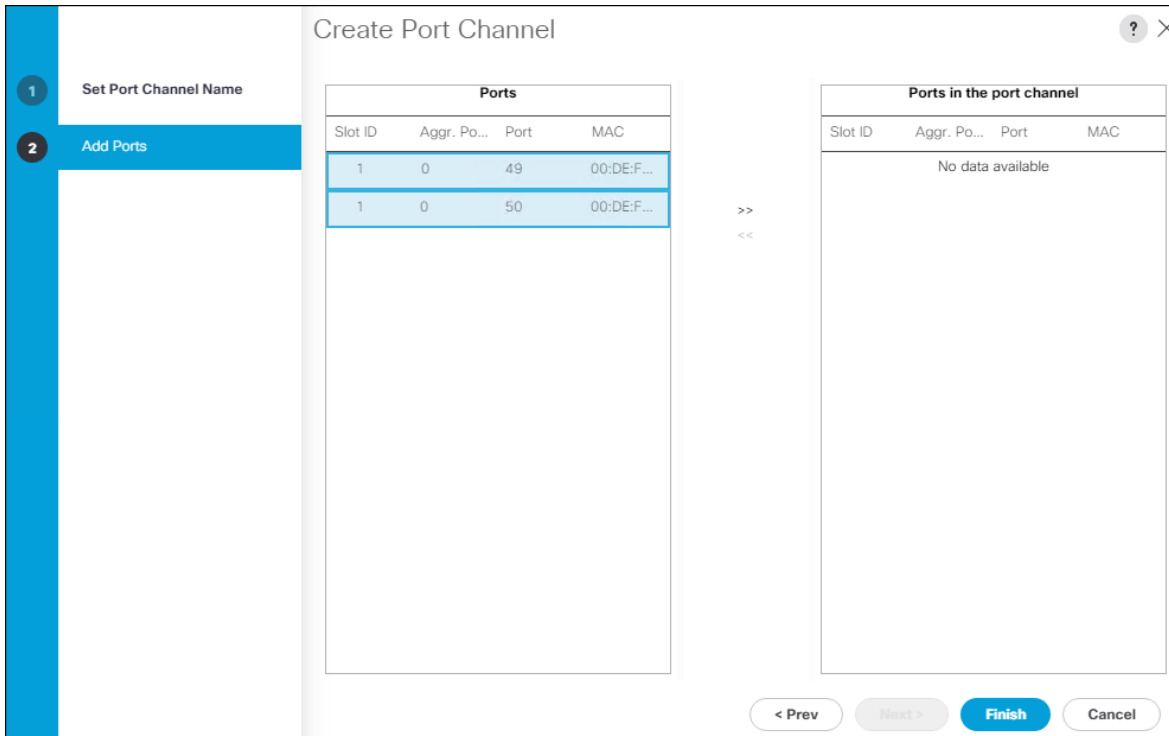 Create Port Channel
?
1 Set Port Channel Name
2 Add Ports
Ports
Slot ID Aggr. Po... Port MAC
1 0 49 00:DE:F...
1 0 50 00:DE:F...
>>
<<
Ports in the port channel
Slot ID Aggr. Po... Port MAC
No data available
< Prev Next > Finish Cancel